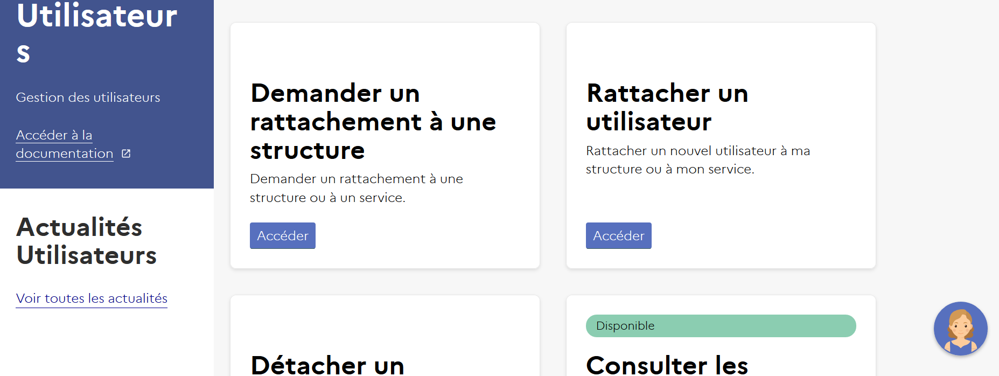 Utilisateur
s
Gestion des utilisateurs
Accéder à la
documentation
Actualités
Utilisateurs
Voir toutes les actualités
Demander un
rattachement à une
structure
Demander un rattachement à une
structure ou à un service.
Accéder
Rattacher un
utilisateur
Rattacher un nouvel utilisateur à ma
structure ou à mon service.
Accéder
Détacher un
Disponible
Consulter les